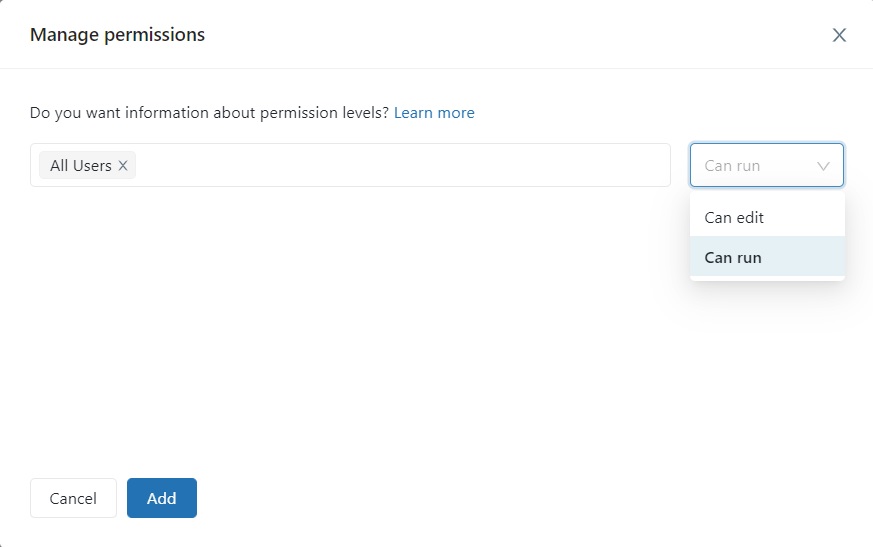 Manage permissions
Do you want information about permission levels? Learn more
All Users
Can run
Can edit
Can run
Cancel
Add